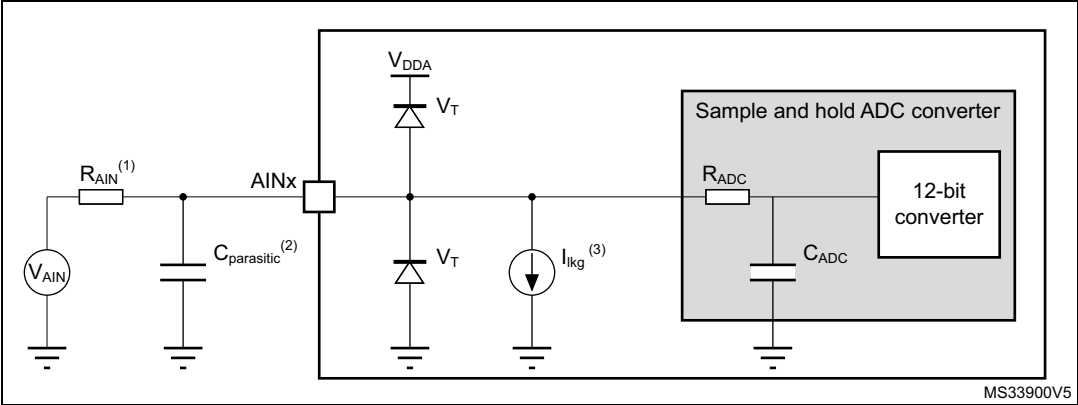 V_DDA
V_T
Sample and hold ADC converter
R_AIN^(1)
AINx
R_ADC
12-bit
converter
C_parasitic^(2)
V_T
I_lkg^(3)
C_ADC
V_AIN
MS33900V5